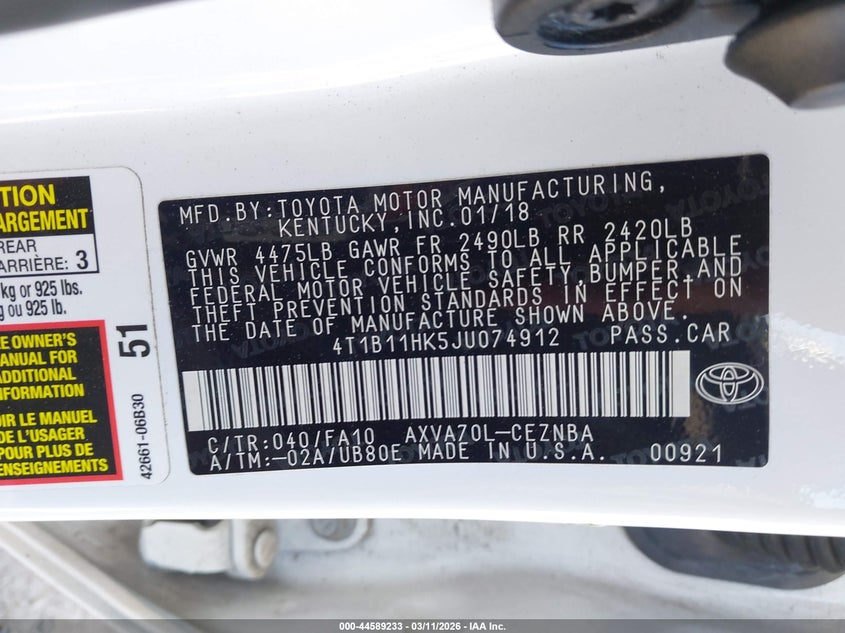 TION
ARGEMENT
REAR
ARRIÈRE: 3
kg or 925 lbs.
kg ou 925 lb.
EE OWNER'S
MANUAL FOR
ADDITIONAL
INFORMATION
OIR LE MANUEL
DE L'USAGER
POUR PLUS DE
RENSEIGNEMENTS
51
42661-06B30
MFD.BY:TOYOTA MOTOR MANUFACTURING,
KENTUCKY,INC.01/18
GVWR 4475LB GAWR FR 2490LB RR 2420LB
THIS VEHICLE CONFORMS TO ALL APPLICABLE
FEDERAL MOTOR VEHICLE SAFETY,BUMPER,AND
THEFT PREVENTION STANDARDS IN EFFECT ON
THE DATE OF MANUFACTURE SHOWN ABOVE.
4T1B11HK5JU074912 PASS.CAR
C/TR:040/FA10 AXVA70L-CEZNBA
A/TM:-02A/UB80E MADE IN U.S.A. 00921
000-44589233 - 03/11/2026 - IAA Inc.